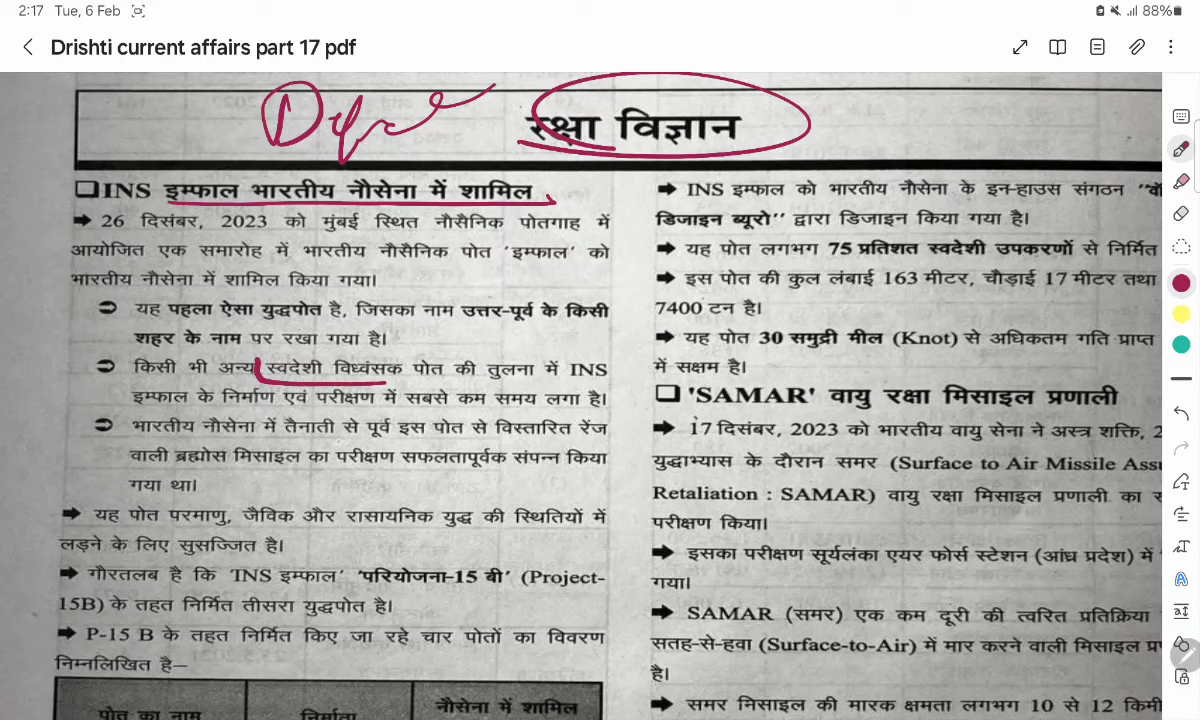 2:17 Tue, 6 Feb
88%
Drishti current affairs part 17 pdf
रक्षा विज्ञान
INS इम्फाल भारतीय नौसेना में शामिल
26 दिसंबर, 2023 को मुंबई स्थित नौसैनिक पोतगाह में
आयोजित एक समारोह में भारतीय नौसैनिक पोत 'इम्फाल' को
भारतीय नौसेना में शामिल किया गया।
यह पहला ऐसा युद्धपोत है, जिसका नाम उत्तर-पूर्व के किसी
शहर के नाम पर रखा गया है।
किसी भी अन्य स्वदेशी विध्वंसक पोत की तुलना में INS
इम्फाल के निर्माण एवं परीक्षण में सबसे कम समय लगा है।
भारतीय नौसेना में तैनाती से पूर्व इस पोत से विस्तारित रेंज
वाली ब्रह्मोस मिसाइल का परीक्षण सफलतापूर्वक संपन्न किया
गया था।
यह पोत परमाणु, जैविक और रासायनिक युद्ध की स्थितियों में
लड़ने के लिए सुसज्जित है।
गौरतलब है कि 'INS इम्फाल' 'परियोजना-15 बी' (Project-
15B) के तहत निर्मित तीसरा युद्धपोत है।
P-15 B के तहत निर्मित किए जा रहे चार पोतों का विवरण
निम्नलिखित है–
पोत का नाम निर्माता नौसेना में शामिल
INS इम्फाल को भारतीय नौसेना के इन-हाउस संगठन
डिजाइन ब्यूरो'' द्वारा डिजाइन किया गया है।
यह पोत लगभग 75 प्रतिशत स्वदेशी उपकरणों से निर्मित
इस पोत की कुल लंबाई 163 मीटर, चौड़ाई 17 मीटर तथा
7400 टन है।
यह पोत 30 समुद्री मील (Knot) से अधिकतम गति प्राप्त
में सक्षम है।
'SAMAR' वायु रक्षा मिसाइल प्रणाली
17 दिसंबर, 2023 को भारतीय वायु सेना ने अस्त्र शक्ति, 2
युद्धाभ्यास के दौरान समर (Surface to Air Missile Assu
Retaliation : SAMAR) वायु रक्षा मिसाइल प्रणाली का स
परीक्षण किया।
इसका परीक्षण सूर्यलंका एयर फोर्स स्टेशन (आंध्र प्रदेश) में
गया।
SAMAR (समर) एक कम दूरी की त्वरित प्रतिक्रिया
सतह-से-हवा (Surface-to-Air) में मार करने वाली मिसाइल प्र
है।
समर मिसाइल की मारक क्षमता लगभग 10 से 12 किमी